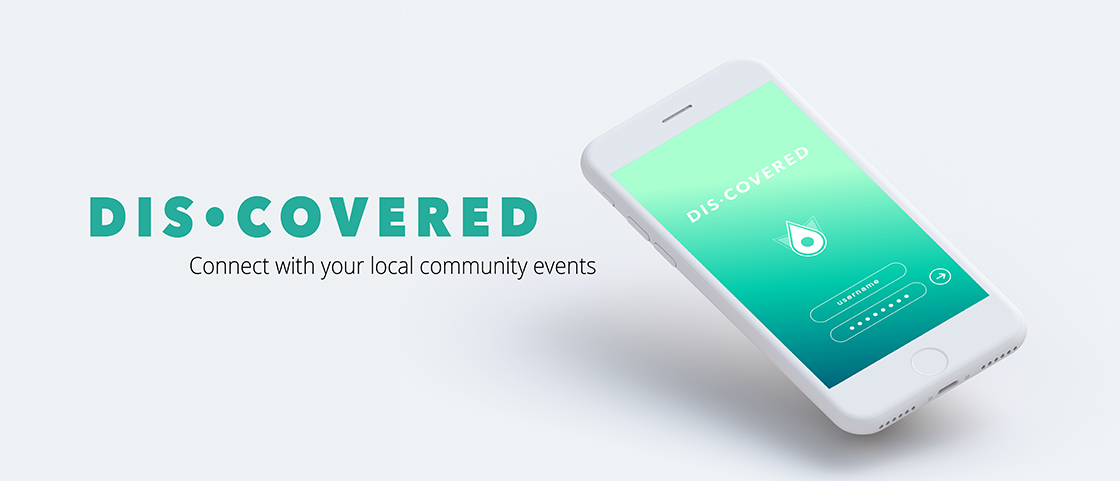 DIS•COVERED
Connect with your local community events
DIS·COVERED
username
••••••••